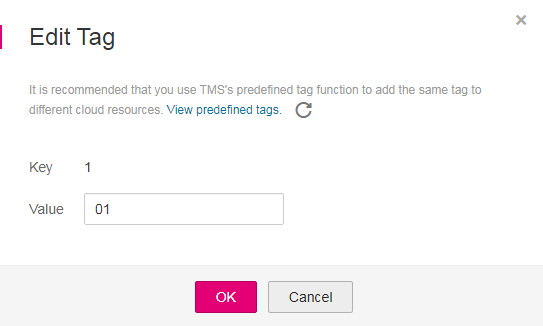 Edit Tag
It is recommended that you use TMS's predefined tag function to add the same tag to
different cloud resources. View predefined tags.
Key 1
Value 01
OK Cancel